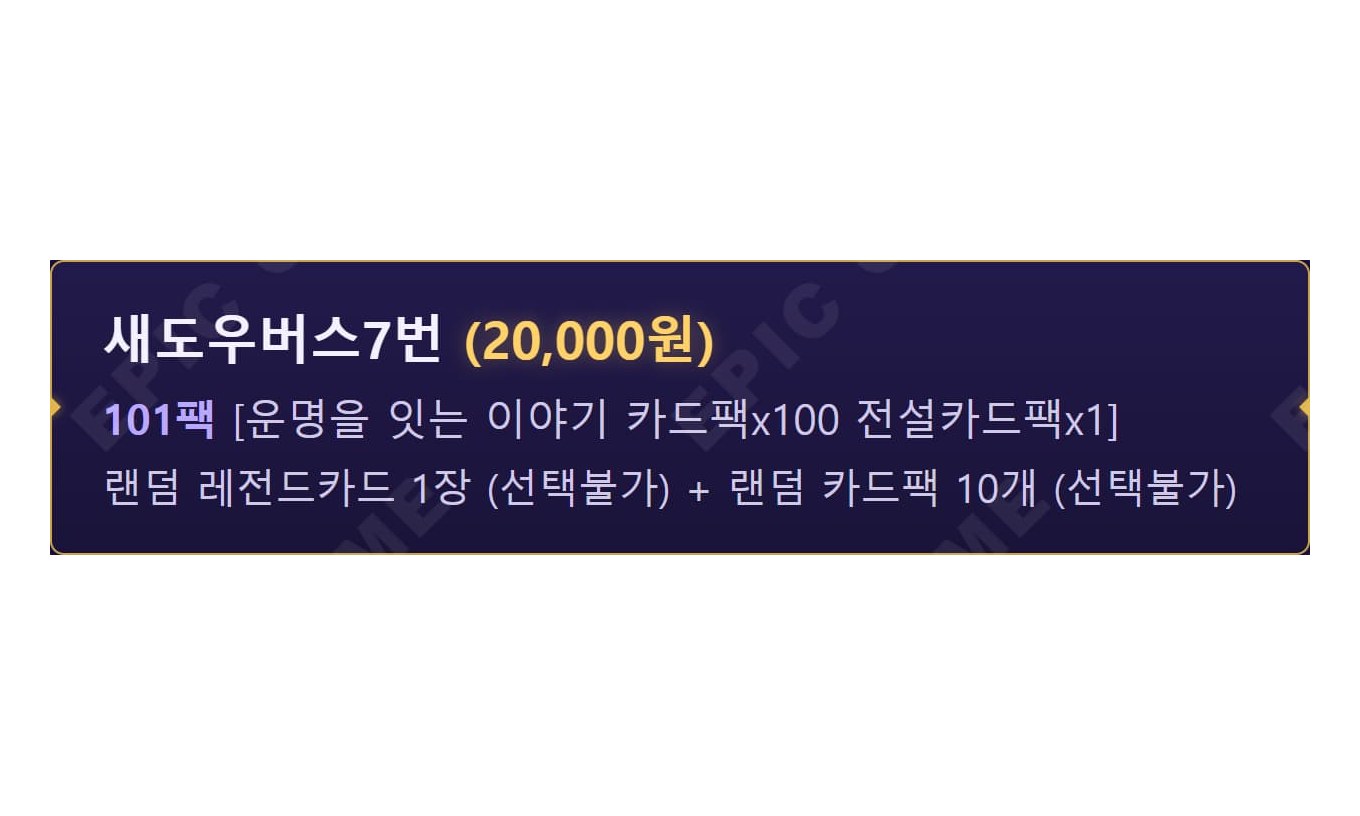 새도우버스7번 (20,000원)
101팩 [운명을 잇는 이야기 카드팩x100 전설카드팩x1]
랜덤 레전드카드 1장 (선택불가) + 랜덤 카드팩 10개 (선택불가)
EPIC
EPIC